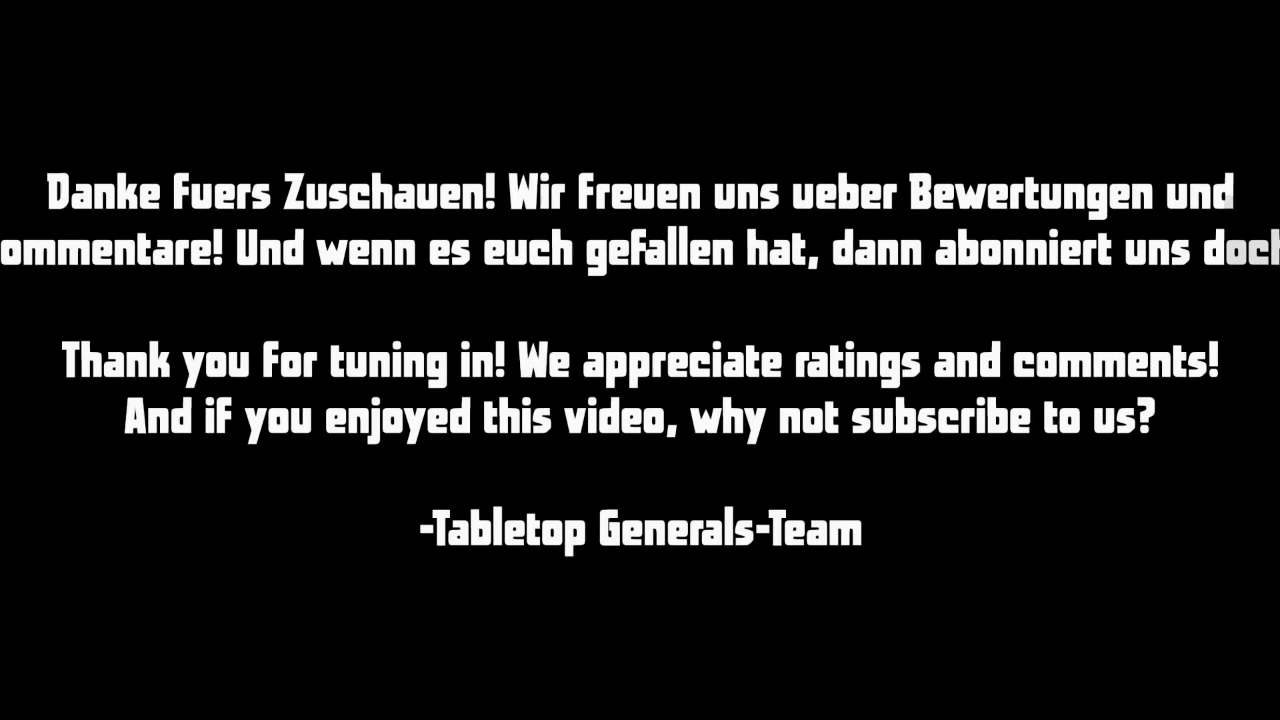 Danke fuers Zuschauen! Wir freuen uns ueber Bewertungen und
ommentare! Und wenn es euch gefallen hat, dann abonniert uns doch
Thank you for tuning in! We appreciate ratings and comments!
And if you enjoyed this video, why not subscribe to us?
-Tabletop Generals-Team